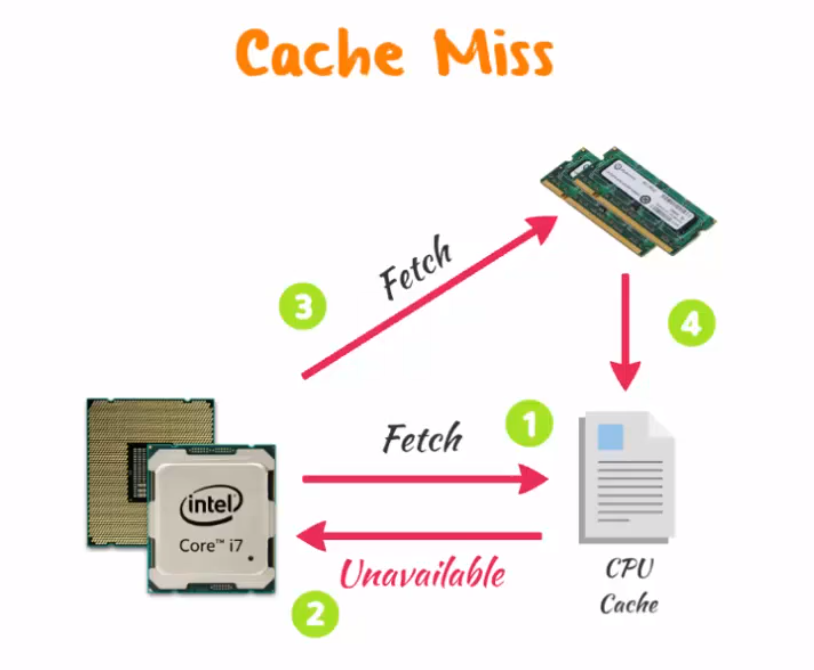 Cache Miss
Fetch
3
4
1
Fetch
intel
Core™ i7
Unavailable
2
CPU
Cache